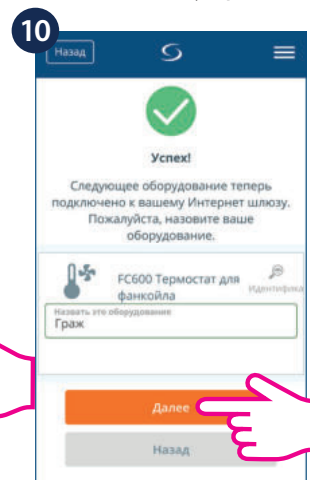 10
Назад
Успех!
Следующее оборудование теперь
подключено к вашему Интернет шлюзу.
Пожалуйста, назовите ваше
оборудование.
FC600 Термостат для
фанкойла
Идентифика
Назвать это оборудование
Граж
Далее
Назад